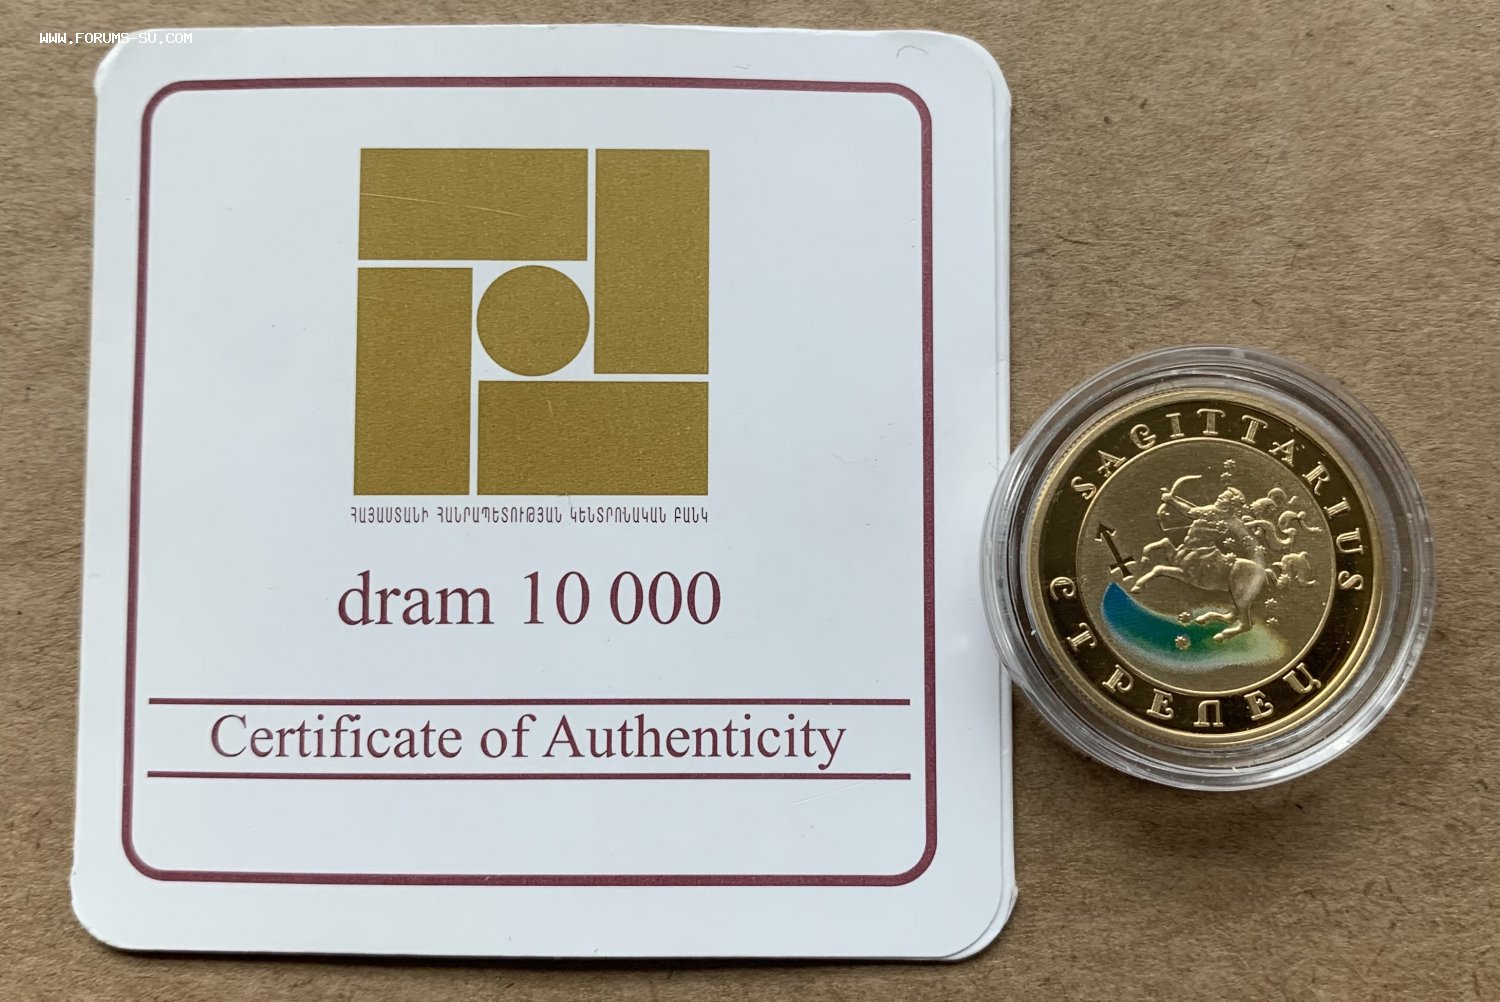 WWW.FORUMS-SU.COM
ՀԱՅԱՍՏԱՆԻ ՀԱՆՐԱՊԵՏՈՒԹՅԱՆ ԿԵՆՏՐՈՆԱԿԱՆ ԲԱՆԿ
dram 10 000
Certificate of Authenticity
SAGITTARIUS
СТРЕЛЕЦ